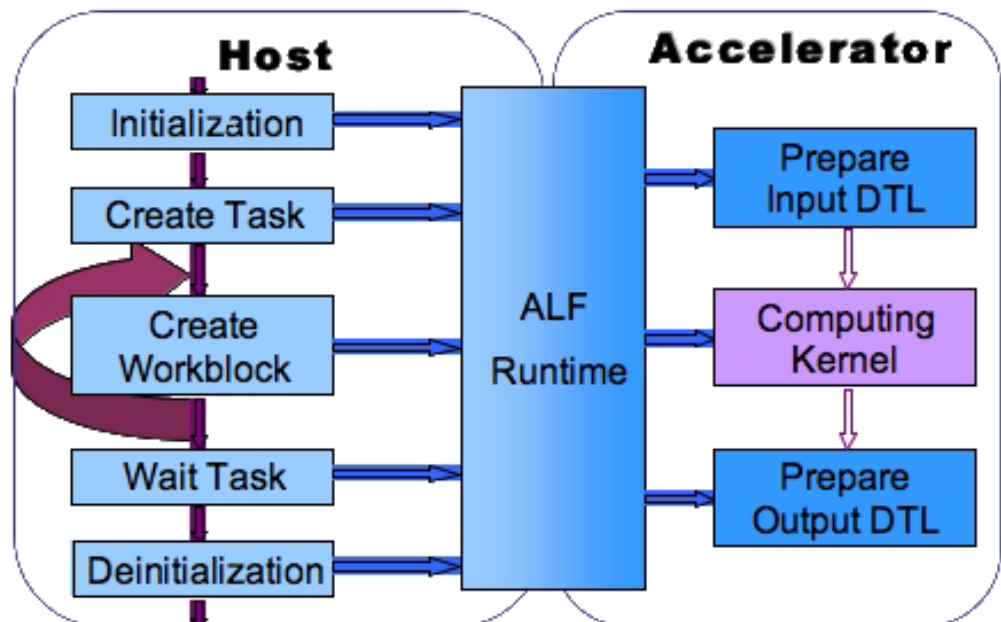 Host
Accelerator
Initialization
Create Task
Create
Workblock
Wait Task
Deinitialization
ALF
Runtime
Prepare
Input DTL
Computing
Kernel
Prepare
Output DTL